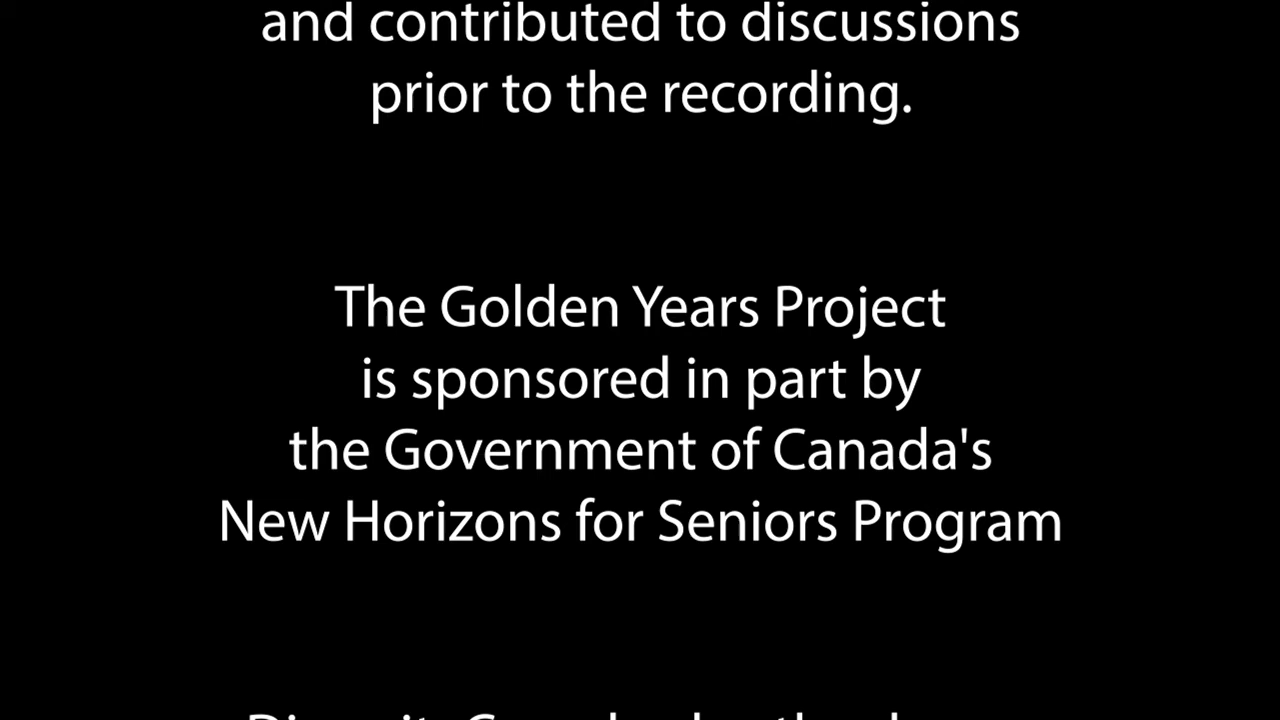 and contributed to discussions
prior to the recording.
The Golden Years Project
is sponsored in part by
the Government of Canada's
New Horizons for Seniors Program